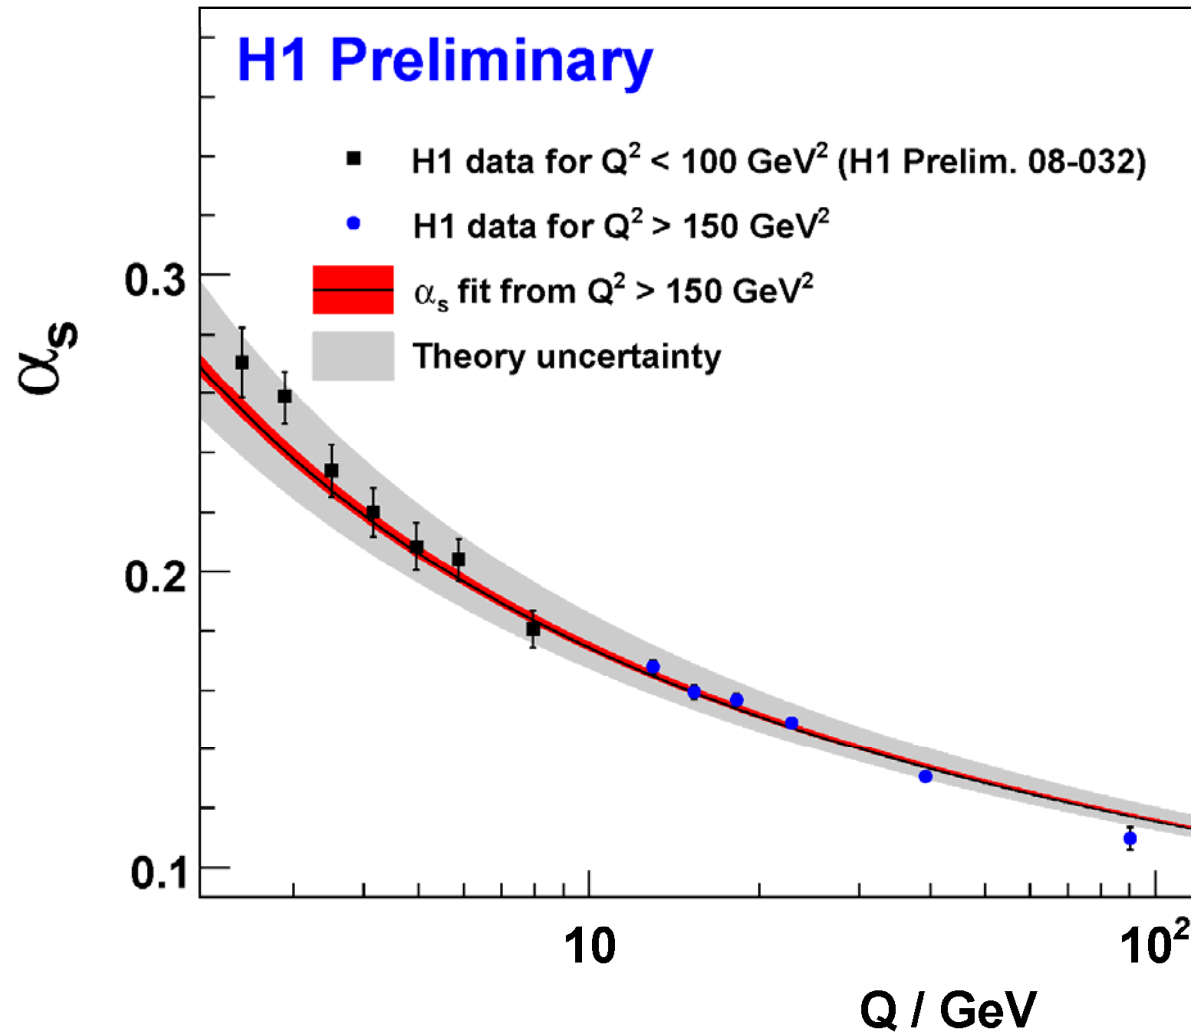 H1 Preliminary
H1 data for Q² < 100 GeV² (H1 Prelim. 08-032)
H1 data for Q² > 150 GeV²
αs fit from Q² > 150 GeV²
Theory uncertainty
αs
0.3
0.2
0.1
10
10²
Q / GeV